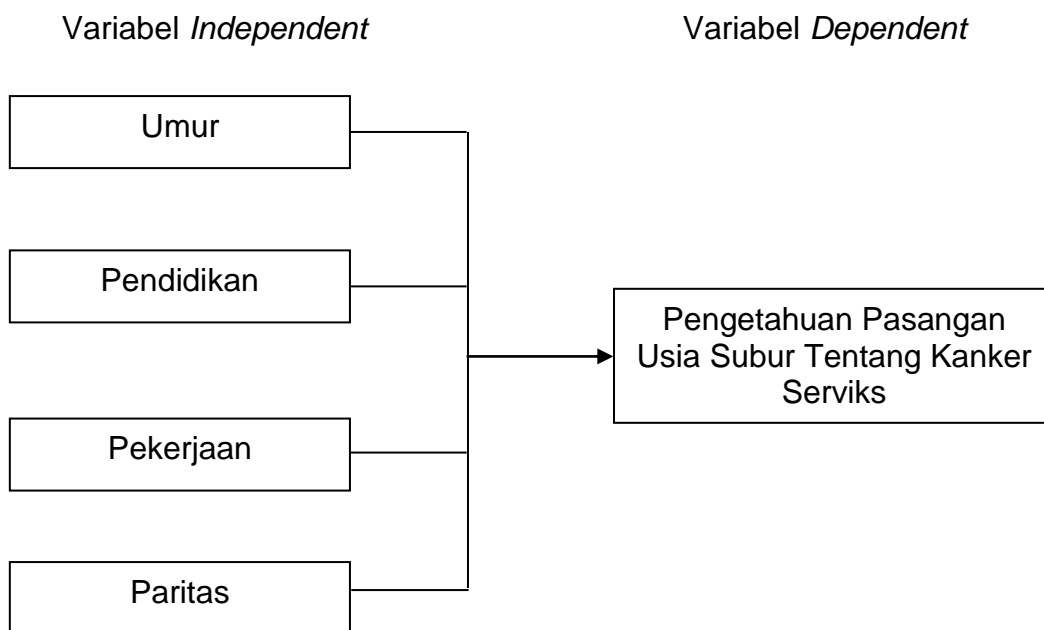 Variabel Independent
Variabel Dependent
Umur
Pendidikan
Pengetahuan Pasangan
Usia Subur Tentang Kanker
Serviks
Pekerjaan
Paritas